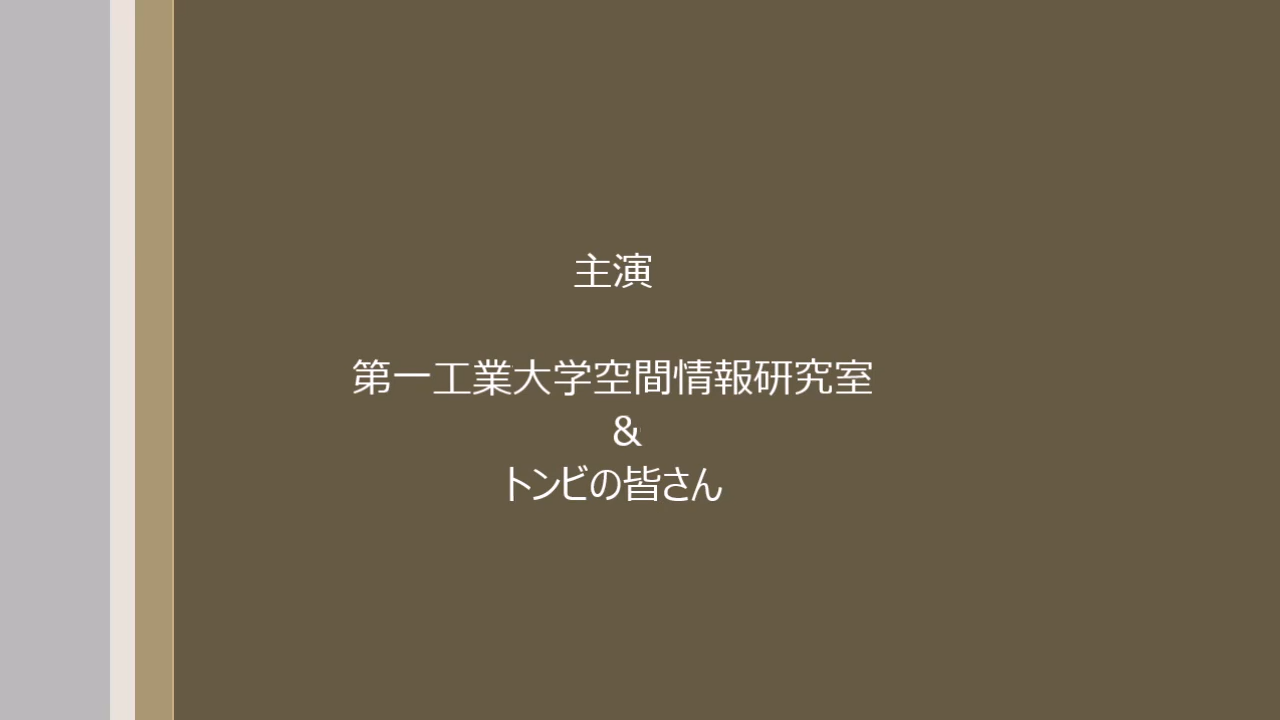 主演
第一工業大学空間情報研究室
&
トンビの皆さん